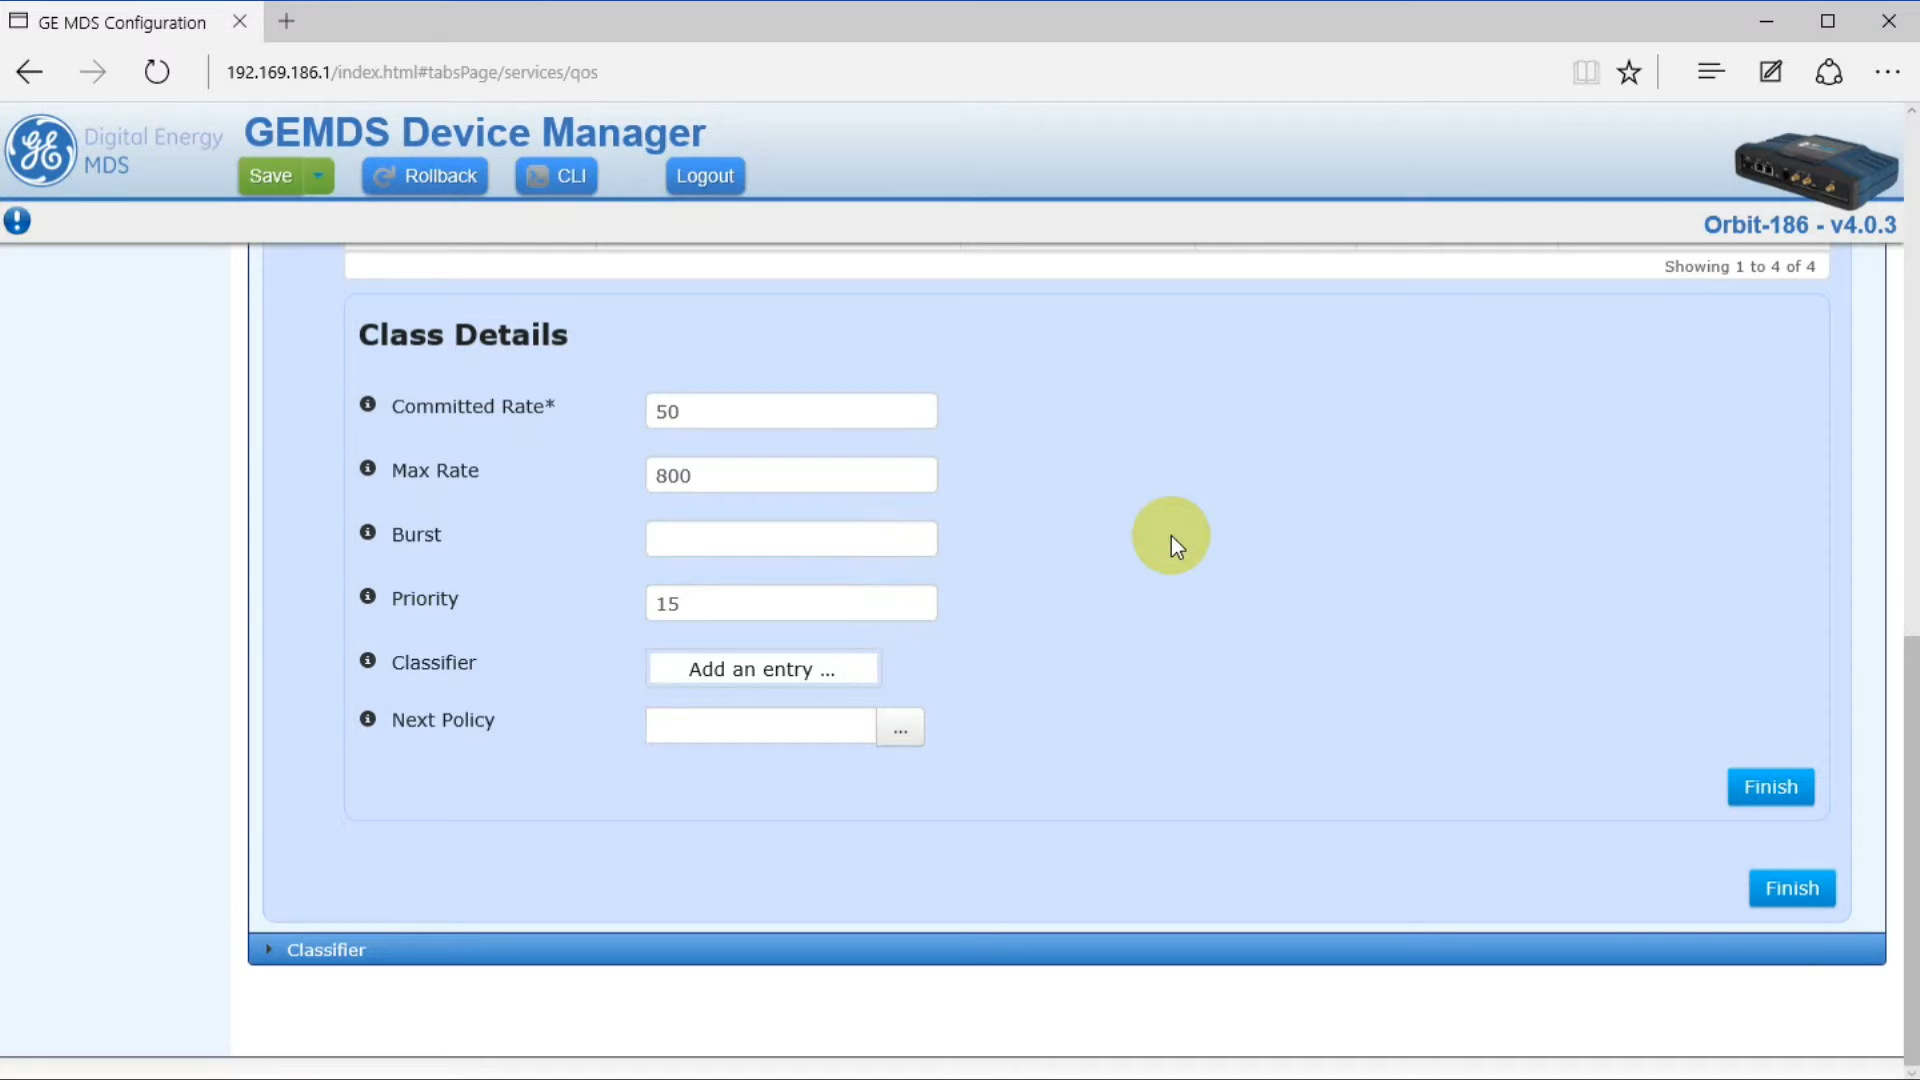 GE MDS Configuration
192.169.186.1/index.html#tabsPage/services/qos
Digital Energy
MDS
GEMDS Device Manager
Save
Rollback
CLI
Logout
Orbit-186 - v4.0.3
Showing 1 to 4 of 4
Class Details
Committed Rate*
50
Max Rate
800
Burst
Priority
15
Classifier
Add an entry ...
Next Policy
...
Finish
Finish
Classifier